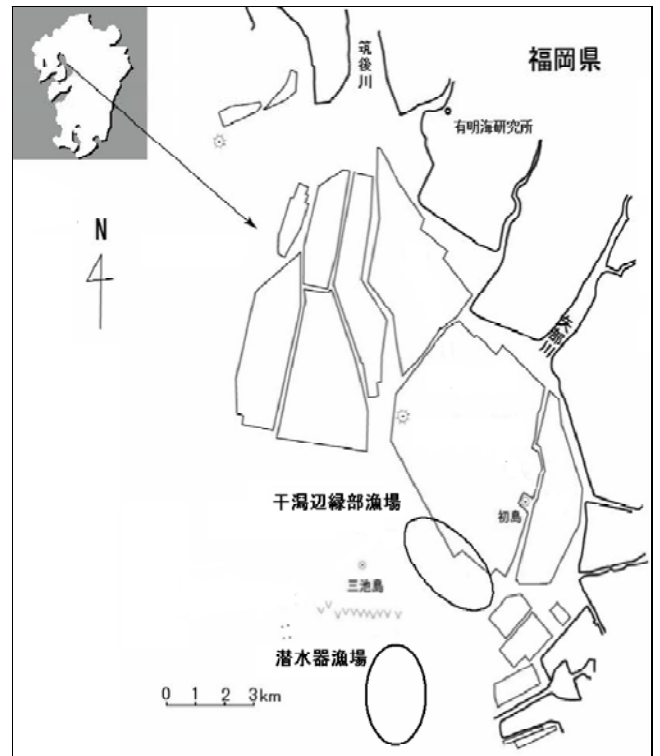 福岡県
筑後川
有明海研究所
N
矢部川
干潟辺縁部漁場
初島
三池島
潜水器漁場
0 1 2 3km